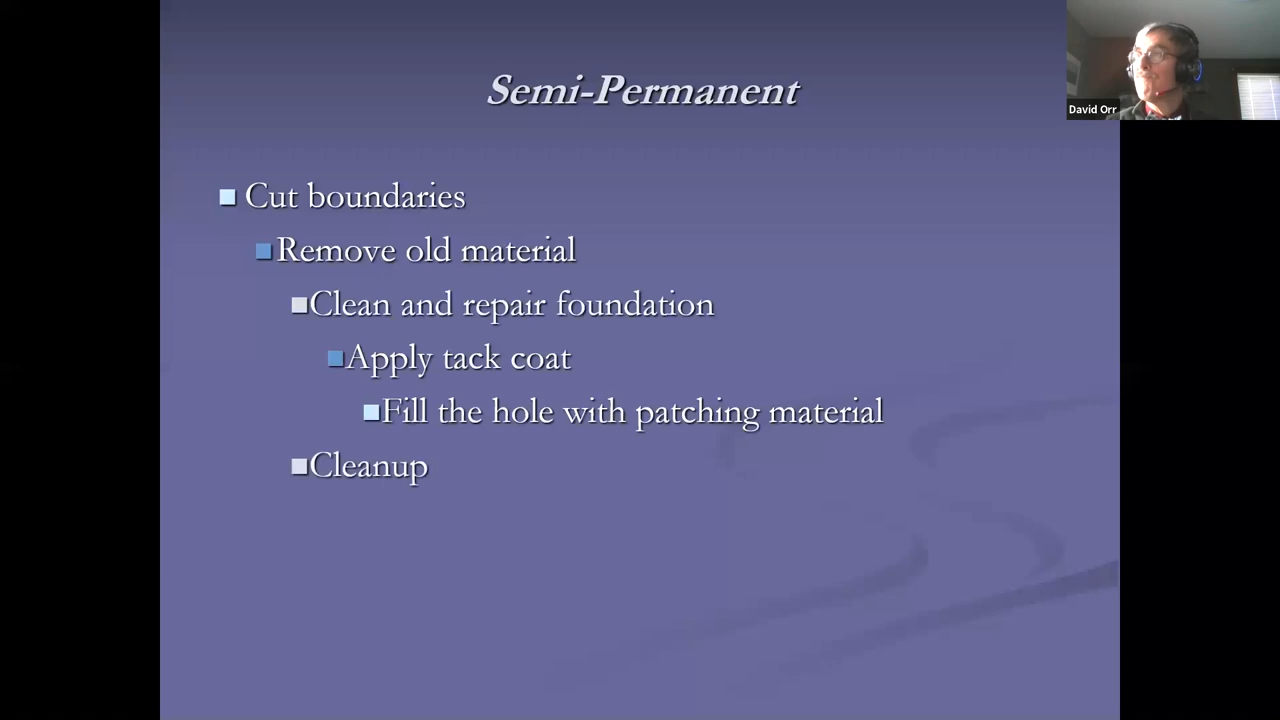 Semi-Permanent
David Orr
Cut boundaries
Remove old material
Clean and repair foundation
Apply tack coat
Fill the hole with patching material
Cleanup